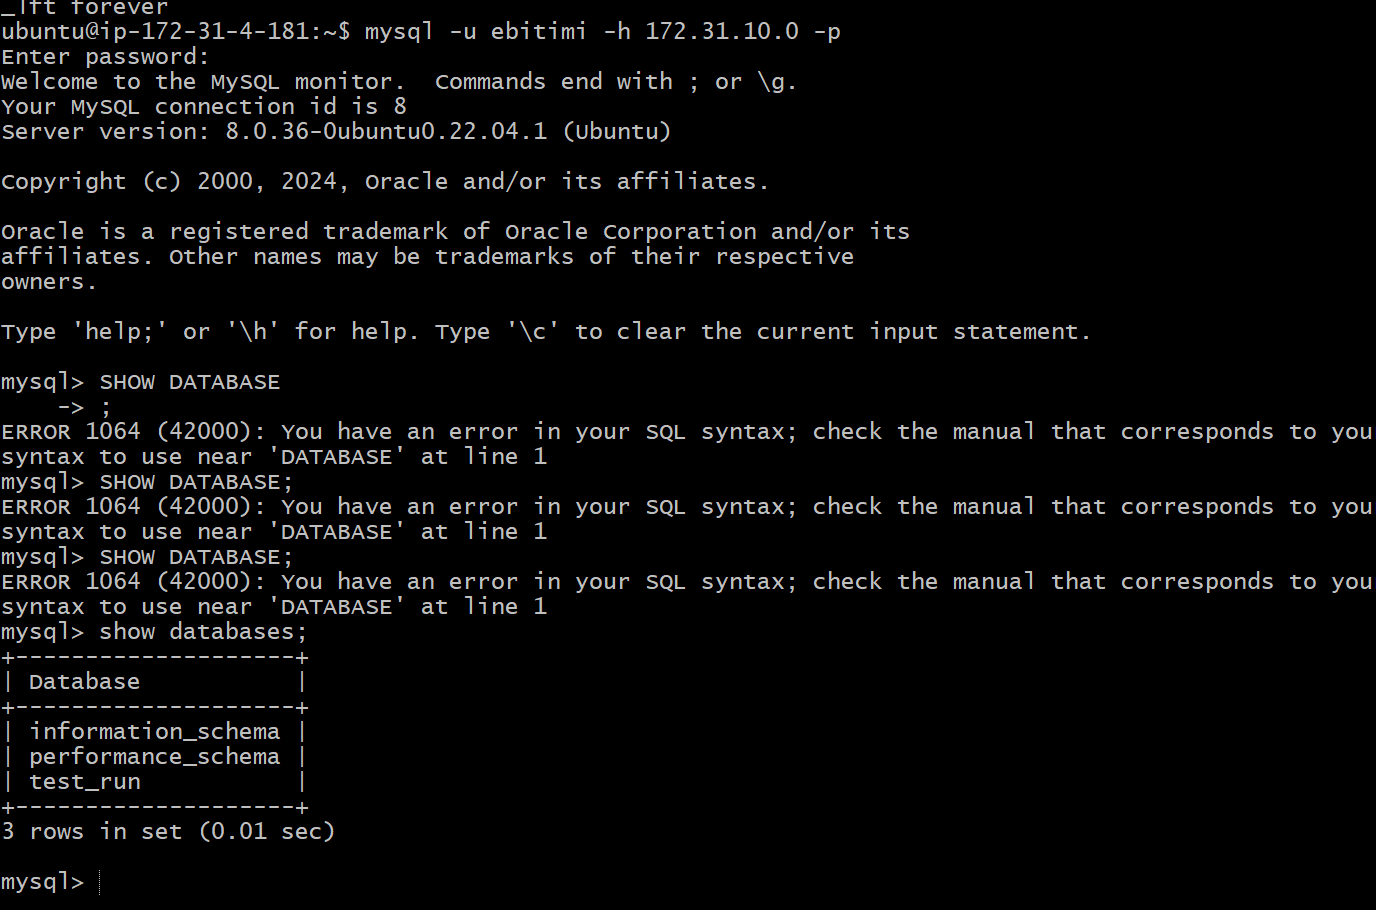 _lft forever
ubuntu@ip-172-31-4-181:~$ mysql -u ebitimi -h 172.31.10.0 -p
Enter password:
Welcome to the MySQL monitor.  Commands end with ; or \g.
Your MySQL connection id is 8
Server version: 8.0.36-0ubuntu0.22.04.1 (Ubuntu)

Copyright (c) 2000, 2024, Oracle and/or its affiliates.

Oracle is a registered trademark of Oracle Corporation and/or its
affiliates. Other names may be trademarks of their respective
owners.

Type 'help;' or '\h' for help. Type '\c' to clear the current input statement.

mysql> SHOW DATABASE
    -> ;
ERROR 1064 (42000): You have an error in your SQL syntax; check the manual that corresponds to you
syntax to use near 'DATABASE' at line 1
mysql> SHOW DATABASE;
ERROR 1064 (42000): You have an error in your SQL syntax; check the manual that corresponds to you
syntax to use near 'DATABASE' at line 1
mysql> SHOW DATABASE;
ERROR 1064 (42000): You have an error in your SQL syntax; check the manual that corresponds to you
syntax to use near 'DATABASE' at line 1
mysql> show databases;
+--------------------+
| Database           |
+--------------------+
| information_schema |
| performance_schema |
| test_run           |
+--------------------+
3 rows in set (0.01 sec)

mysql>